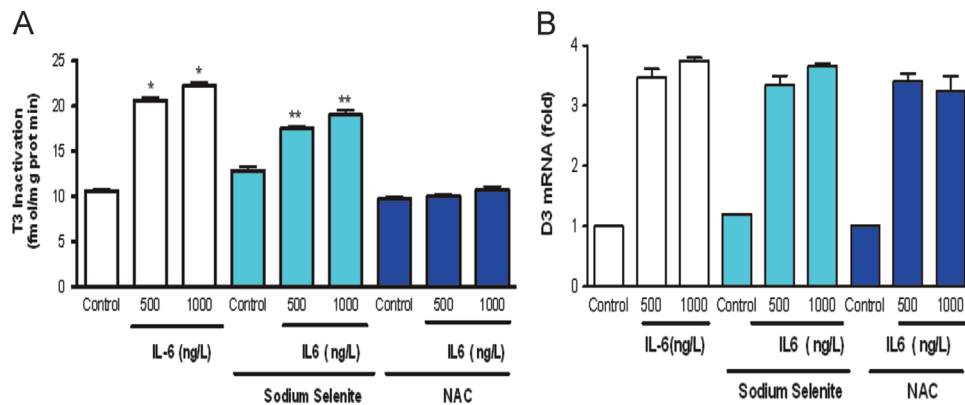 A
T3 Inactivation
(fmol/mg prot min)
25
20
15
10
5
0
*
*
**
**
Control 500 1000 Control 500 1000 Control 500 1000
IL-6 (ng/L) IL6 ( ng/L) IL6 ( ng/L)
Sodium Selenite NAC
B
D3 mRNA (fold)
4
3
2
1
0
Control 500 1000 Control 500 1000 Control 500 1000
IL-6(ng/L) IL6 ( ng/L) IL6 ( ng/L)
Sodium Selenite NAC